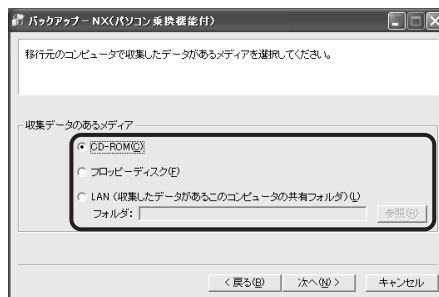 バックアップ-NX(パソコン乗換機能付)
移行元のコンピュータで収集したデータがあるメディアを選択してください。
収集データのあるメディア
CD-ROM(C)
フロッピーディスク(F)
LAN (収集したデータがあるこのコンピュータの共有フォルダ)(L)
フォルダ:
参照(R)
< 戻る(B)
次へ(N) >
キャンセル